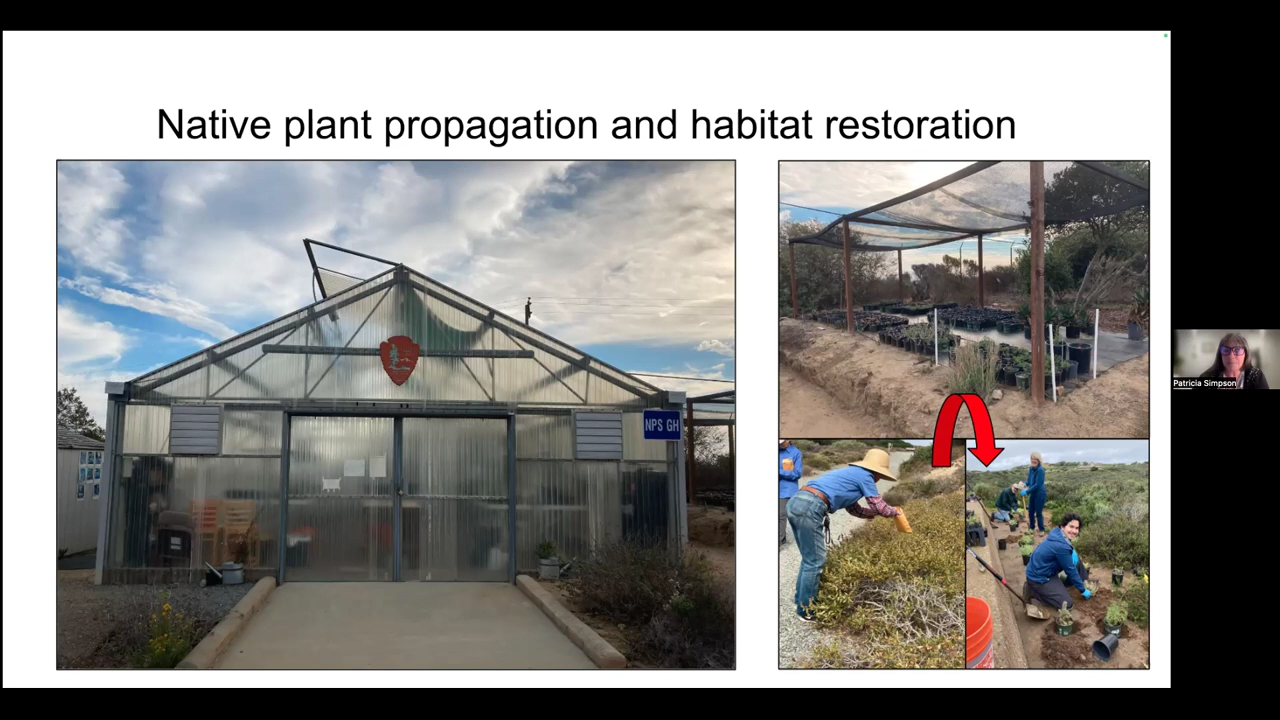 Native plant propagation and habitat restoration
NPS GH
Patricia Simpson